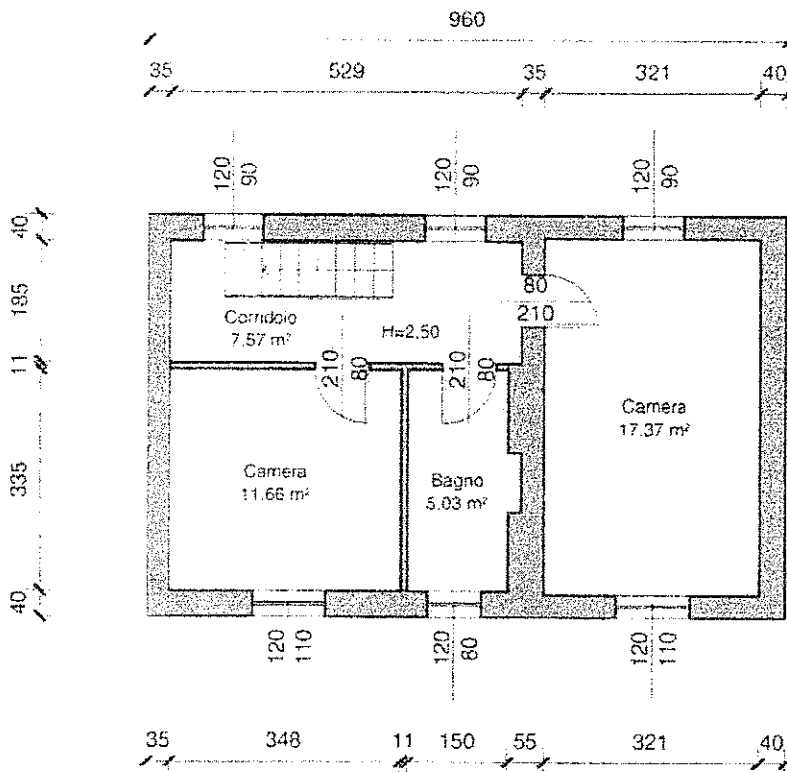 960
35 529 35 321 40
120 90
120 90
120 90
40
185
11
335
40
80
210
Corridoio
7.57 m²
H=2.50
210 80
210 80
Camera
17.37 m²
Camera
11.66 m²
Bagno
5.03 m²
120 110
120 80
120 110
35 348 11 150 55 321 40